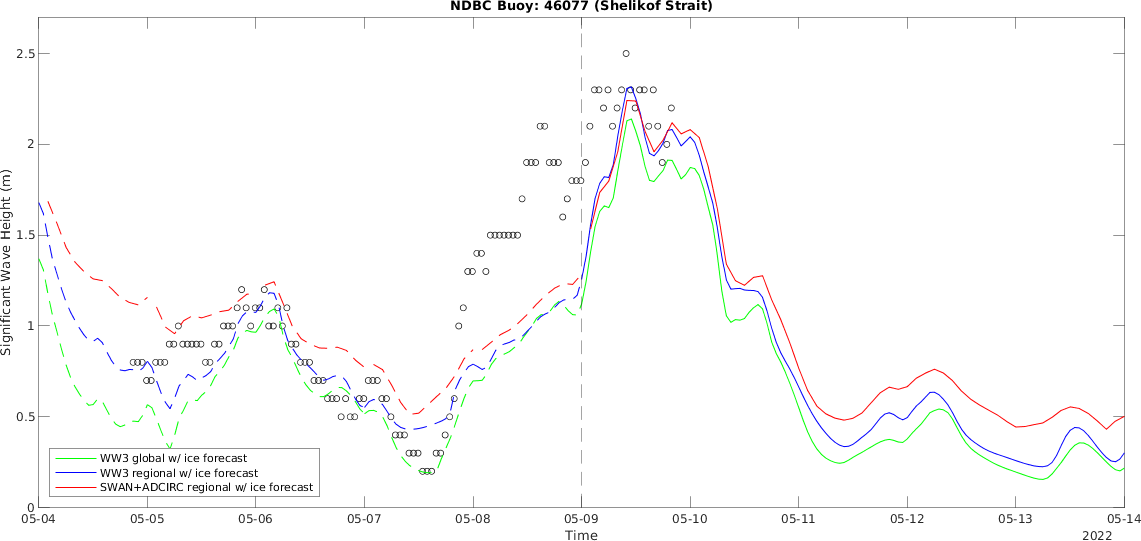 NDBC Buoy: 46077 (Shelikof Strait)
Significant Wave Height (m)
2.5
2
1.5
1
0.5
0
WW3 global w/ ice forecast
WW3 regional w/ ice forecast
SWAN+ADCIRC regional w/ ice forecast
05-04 05-05 05-06 05-07 05-08 05-09 05-10 05-11 05-12 05-13 05-14
Time
2022